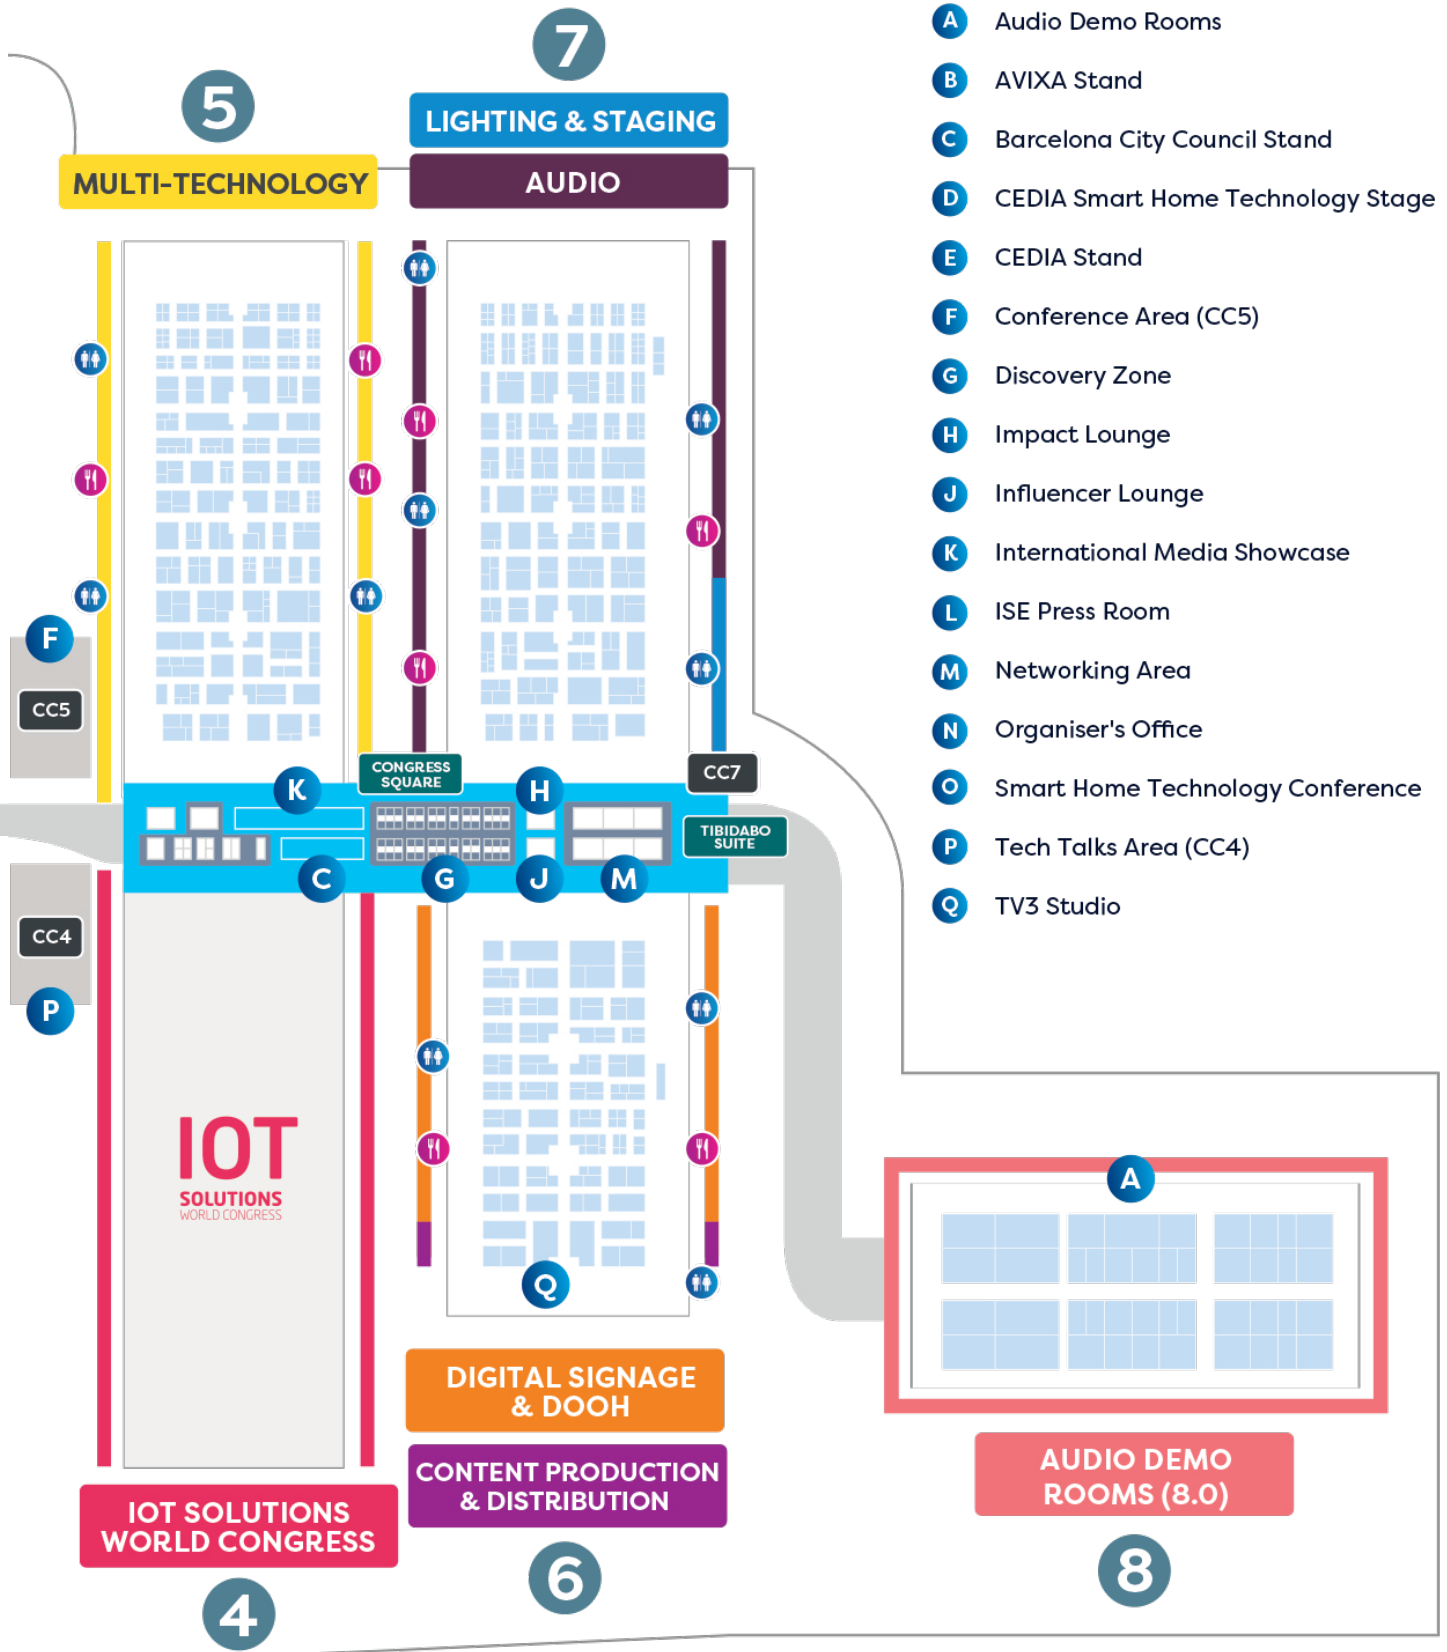 7
5
LIGHTING & STAGING
MULTI-TECHNOLOGY
AUDIO
F
CC5
CONGRESS
SQUARE
CC7
K
H
TIBIDABO
SUITE
C
G
J
M
CC4
P
IOT
SOLUTIONS
WORLD CONGRESS
Q
A
DIGITAL SIGNAGE
& DOOH
CONTENT PRODUCTION
& DISTRIBUTION
AUDIO DEMO
ROOMS (8.0)
IOT SOLUTIONS
WORLD CONGRESS
6
8
4
A Audio Demo Rooms
B AVIXA Stand
C Barcelona City Council Stand
D CEDIA Smart Home Technology Stage
E CEDIA Stand
F Conference Area (CC5)
G Discovery Zone
H Impact Lounge
J Influencer Lounge
K International Media Showcase
L ISE Press Room
M Networking Area
N Organiser's Office
O Smart Home Technology Conference
P Tech Talks Area (CC4)
Q TV3 Studio